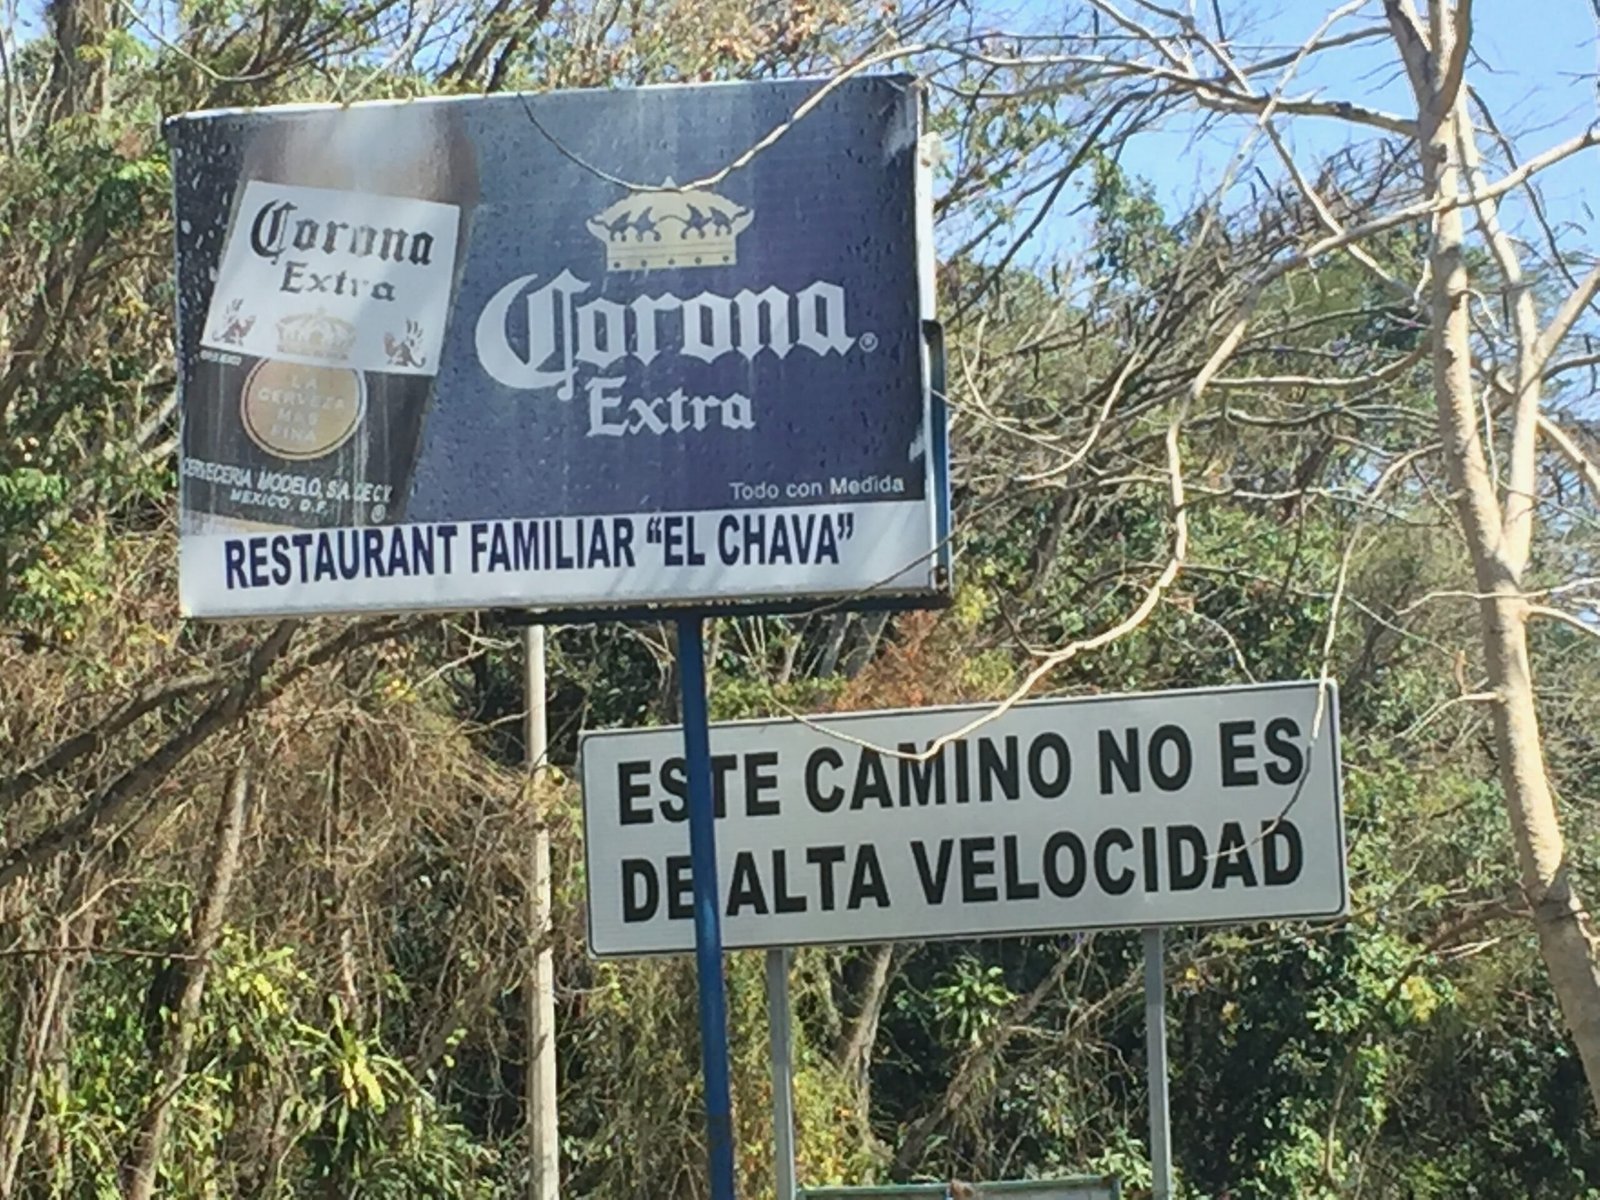 Corona
Extra
LA
CERVEZA
MAS
FINA
CERVECERIA MODELO, S.A. DE C.V.
MEXICO, D.F. ®
Corona®
Extra
Todo con Medida
RESTAURANT FAMILIAR “EL CHAVA”
ESTE CAMINO NO ES
DE ALTA VELOCIDAD